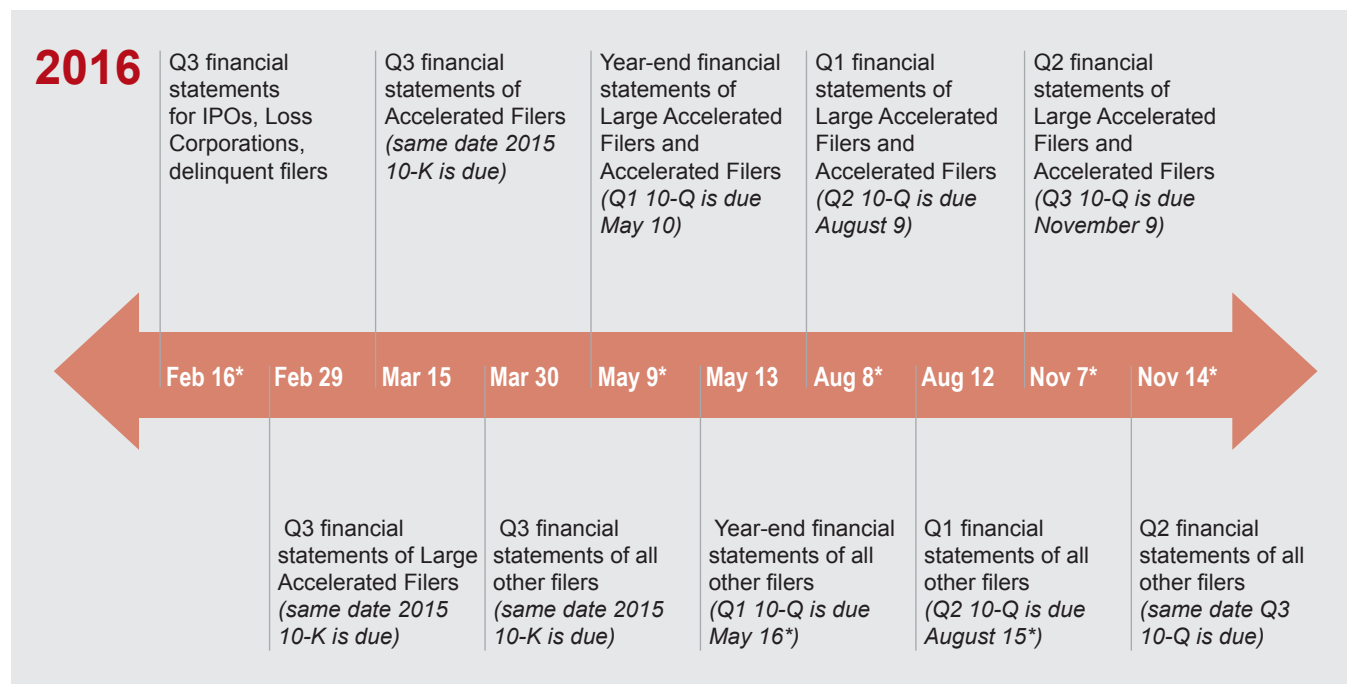 2016
Q3 financial
statements
for IPOs, Loss
Corporations,
delinquent filers
Q3 financial
statements of
Accelerated Filers
(same date 2015
10-K is due)
Year-end financial
statements of
Large Accelerated
Filers and
Accelerated Filers
(Q1 10-Q is due
May 10)
Q1 financial
statements of
Large Accelerated
Filers and
Accelerated Filers
(Q2 10-Q is due
August 9)
Q2 financial
statements of
Large Accelerated
Filers and
Accelerated Filers
(Q3 10-Q is due
November 9)
Feb 16* Feb 29 Mar 15 Mar 30 May 9* May 13 Aug 8* Aug 12 Nov 7* Nov 14*
Q3 financial
statements of Large
Accelerated Filers
(same date 2015
10-K is due)
Q3 financial
statements of all
other filers
(same date 2015
10-K is due)
Year-end financial
statements of all
other filers
(Q1 10-Q is due
May 16*)
Q1 financial
statements of all
other filers
(Q2 10-Q is due
August 15*)
Q2 financial
statements of all
other filers
(same date Q3
10-Q is due)